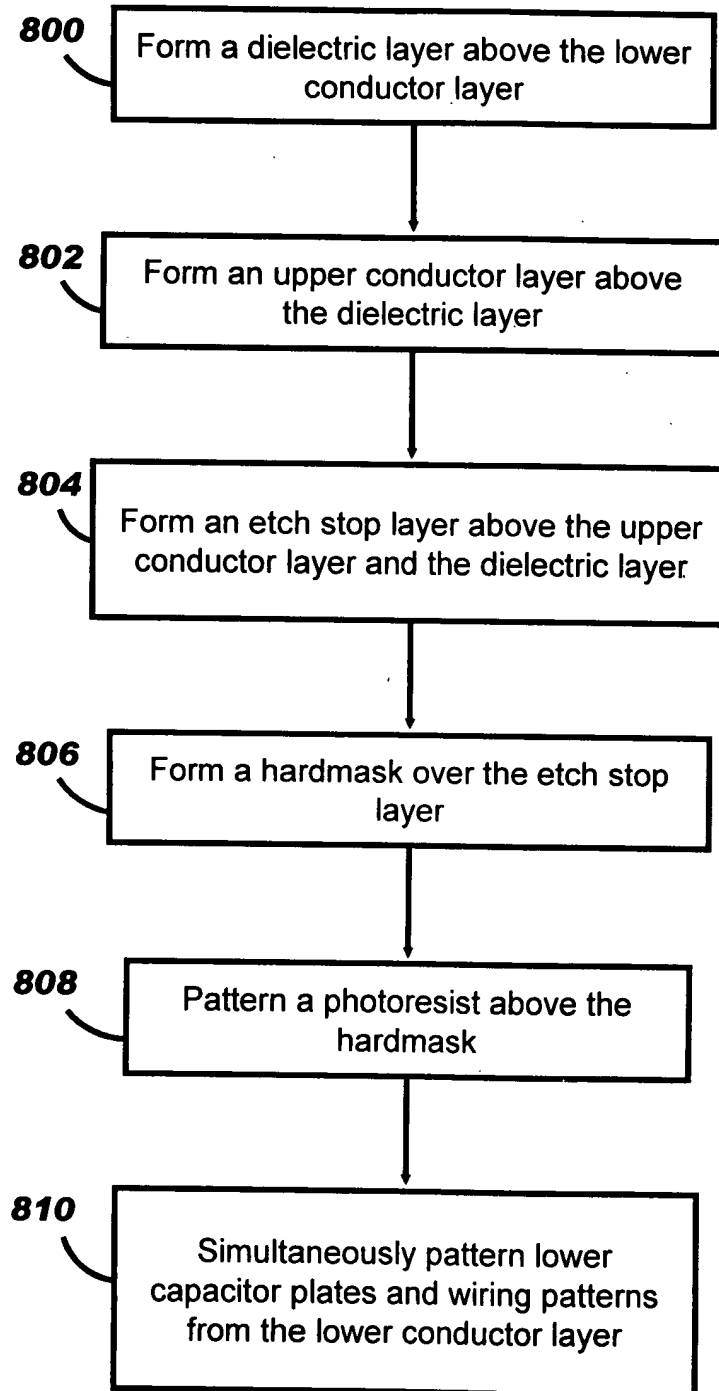 800
Form a dielectric layer above the lower
conductor layer
802
Form an upper conductor layer above
the dielectric layer
804
Form an etch stop layer above the upper
conductor layer and the dielectric layer
806
Form a hardmask over the etch stop
layer
808
Pattern a photoresist above the
hardmask
810
Simultaneously pattern lower
capacitor plates and wiring patterns
from the lower conductor layer